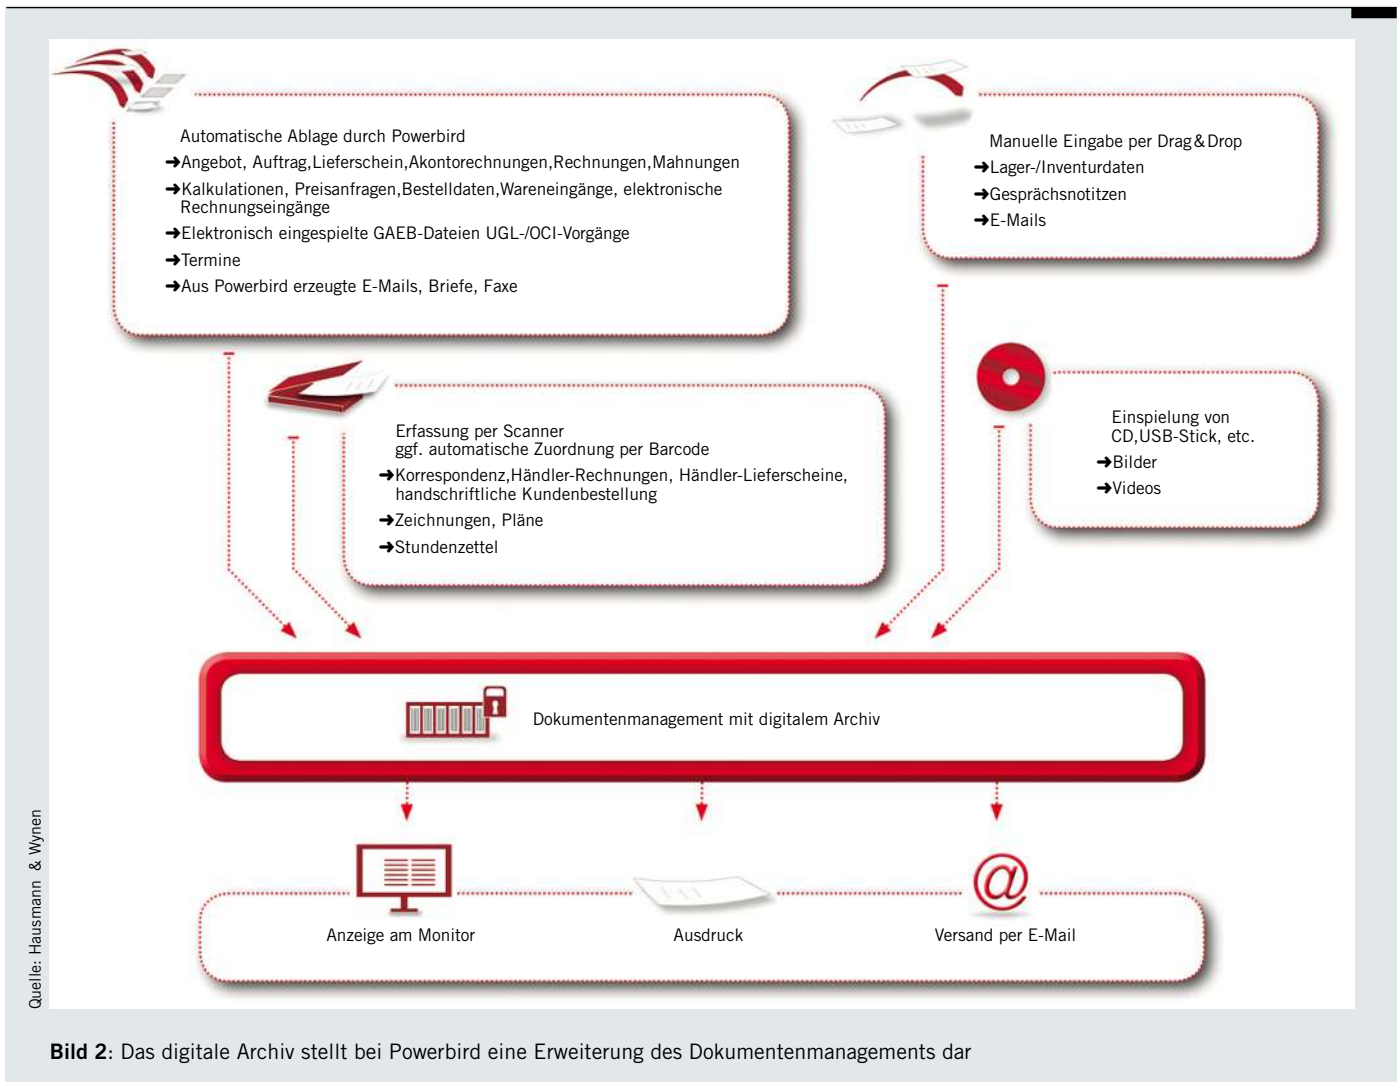 Automatische Ablage durch Powerbird
➔Angebot, Auftrag,Lieferschein,Akontorechnungen,Rechnungen,Mahnungen
➔Kalkulationen, Preisanfragen,Bestelldaten,Wareneingänge, elektronische
Rechnungseingänge
➔Elektronisch eingespielte GAEB-Dateien UGL-/OCI-Vorgänge
➔Termine
➔Aus Powerbird erzeugte E-Mails, Briefe, Faxe
Manuelle Eingabe per Drag&Drop
➔Lager-/Inventurdaten
➔Gesprächsnotitzen
➔E-Mails
Erfassung per Scanner
ggf. automatische Zuordnung per Barcode
➔Korrespondenz,Händler-Rechnungen, Händler-Lieferscheine,
handschriftliche Kundenbestellung
➔Zeichnungen, Pläne
➔Stundenzettel
Einspielung von
CD,USB-Stick, etc.
➔Bilder
➔Videos
Dokumentenmanagement mit digitalem Archiv
@
Anzeige am Monitor
Ausdruck
Versand per E-Mail
Quelle: Hausmann & Wynen
Bild 2: Das digitale Archiv stellt bei Powerbird eine Erweiterung des Dokumentenmanagements dar